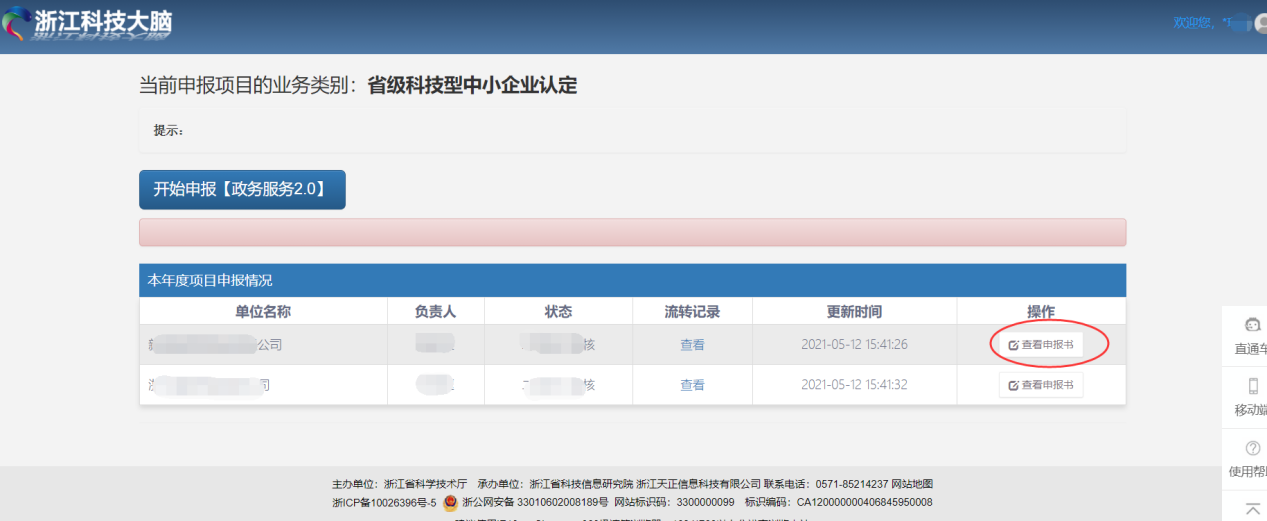 浙江科技大脑
欢迎您，
当前申报项目的业务类别：省级科技型中小企业认定
提示：
开始申报【政务服务2.0】
本年度项目申报情况
单位名称 负责人 状态 流转记录 更新时间 操作
公司 核 查看 2021-05-12 15:41:26 查看申报书
司 核 查看 2021-05-12 15:41:32 查看申报书
直通车
移动端
使用帮
主办单位：浙江省科学技术厅 承办单位：浙江省科技信息研究院 浙江天正信息科技有限公司 联系电话：0571-85214237 网站地图
浙ICP备10026396号-5 浙公网安备 33010602008189号 网站标识码：3300000099 标识编码：CA120000000406845950008